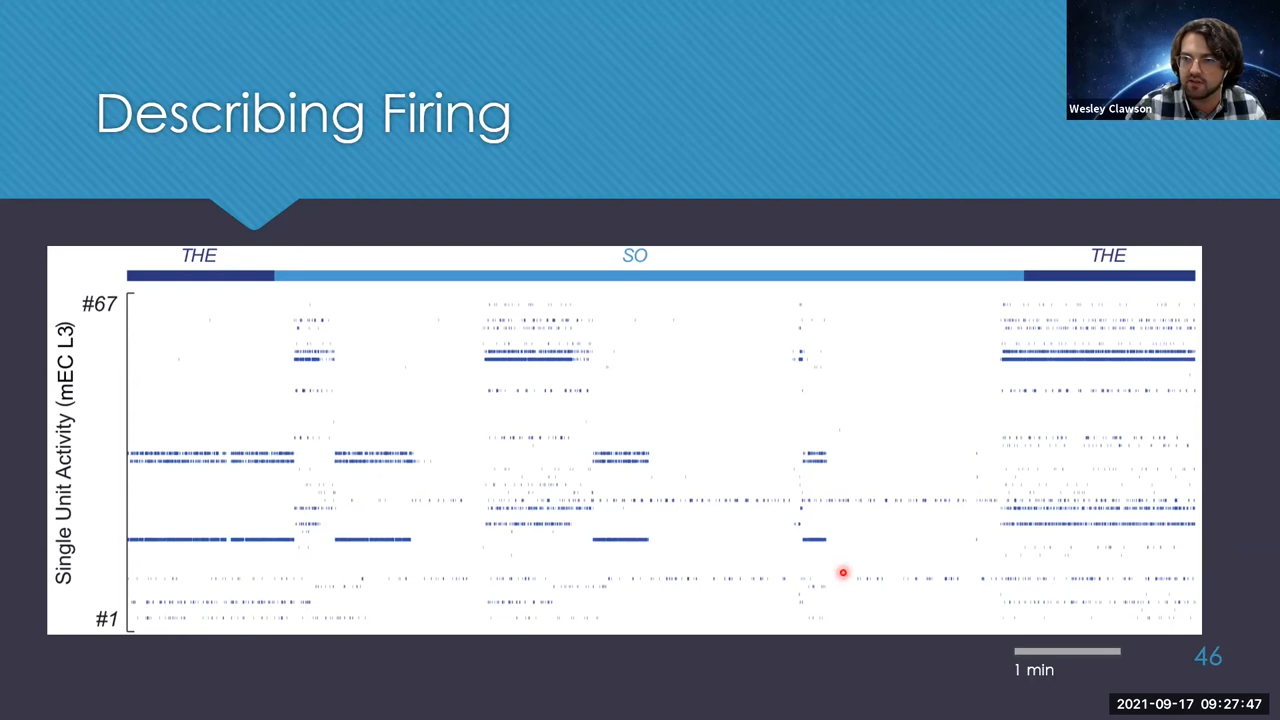 Wesley Clawson
Describing Firing
THE
SO
THE
#67
Single Unit Activity (mEC L3)
#1
1 min
46
2021-09-17 09:27:47